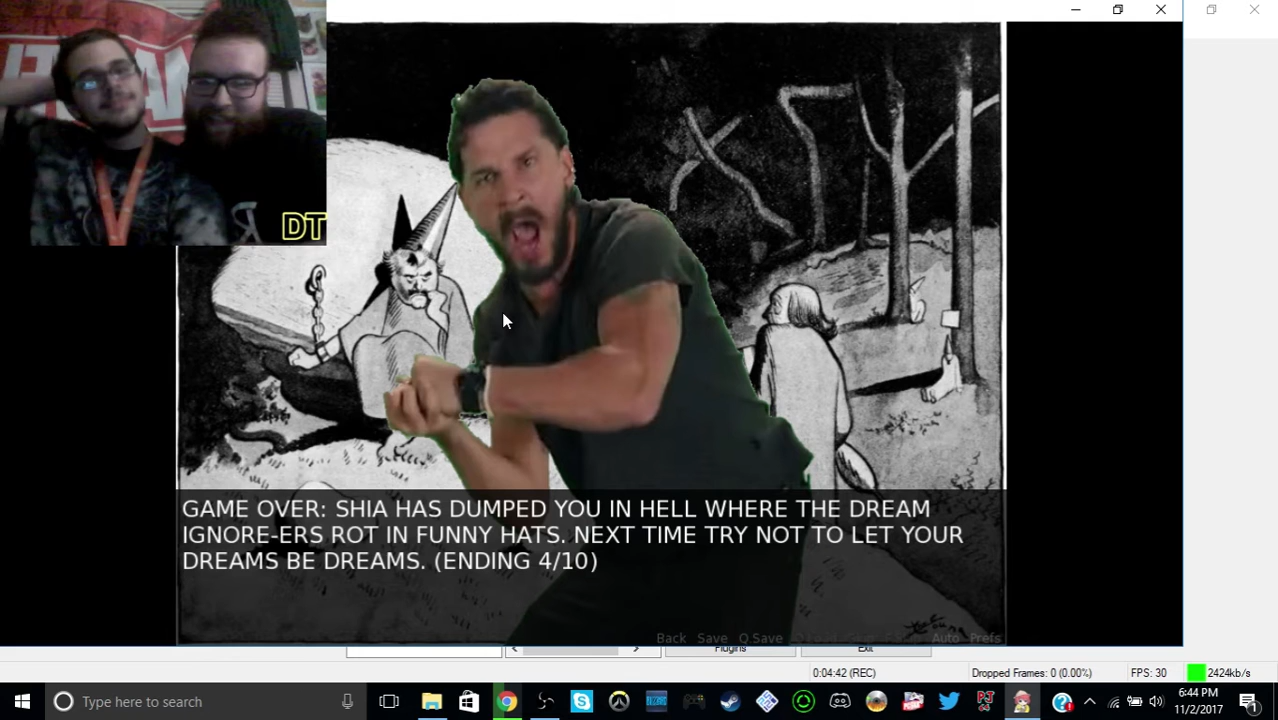 DT
GAME OVER: SHIA HAS DUMPED YOU IN HELL WHERE THE DREAM
IGNORE-ERS ROT IN FUNNY HATS. NEXT TIME TRY NOT TO LET YOUR
DREAMS BE DREAMS. (ENDING 4/10)
Back Save Q.Save Auto Prefs
Plugins Exit
0:04:42 (REC) Dropped Frames: 0 (0.00%) FPS: 30 2424kb/s
Type here to search
6:44 PM
11/2/2017